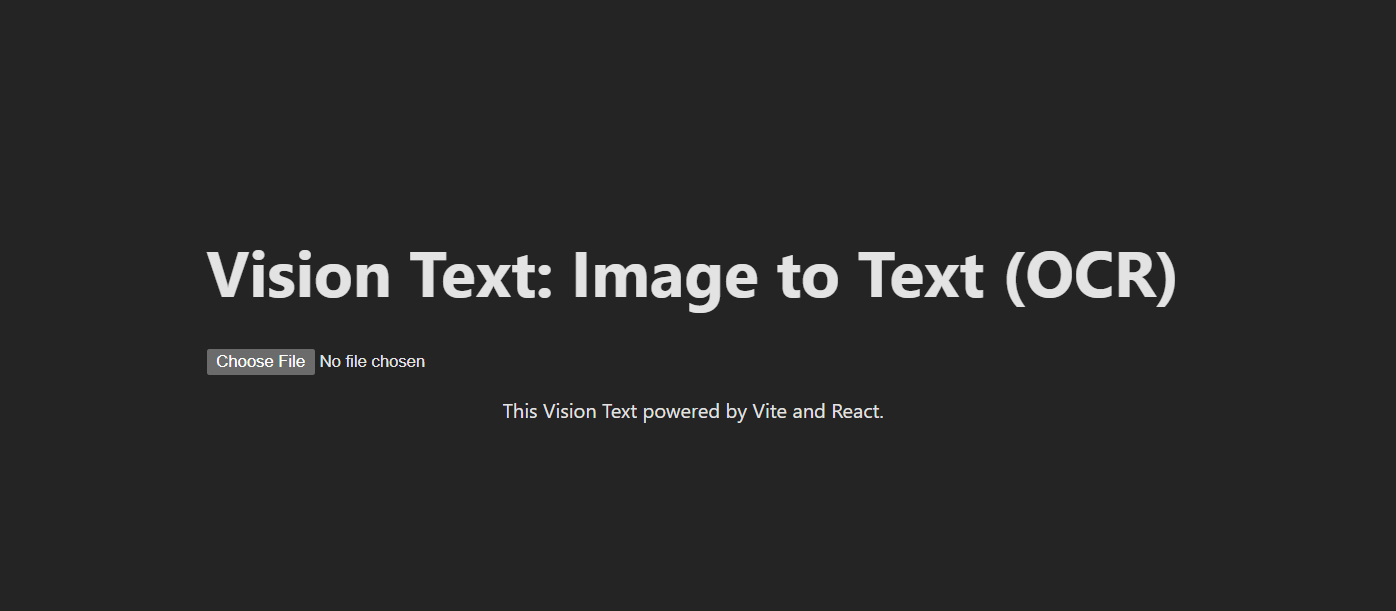 Vision Text: Image to Text (OCR)
Choose File No file chosen
This Vision Text powered by Vite and React.